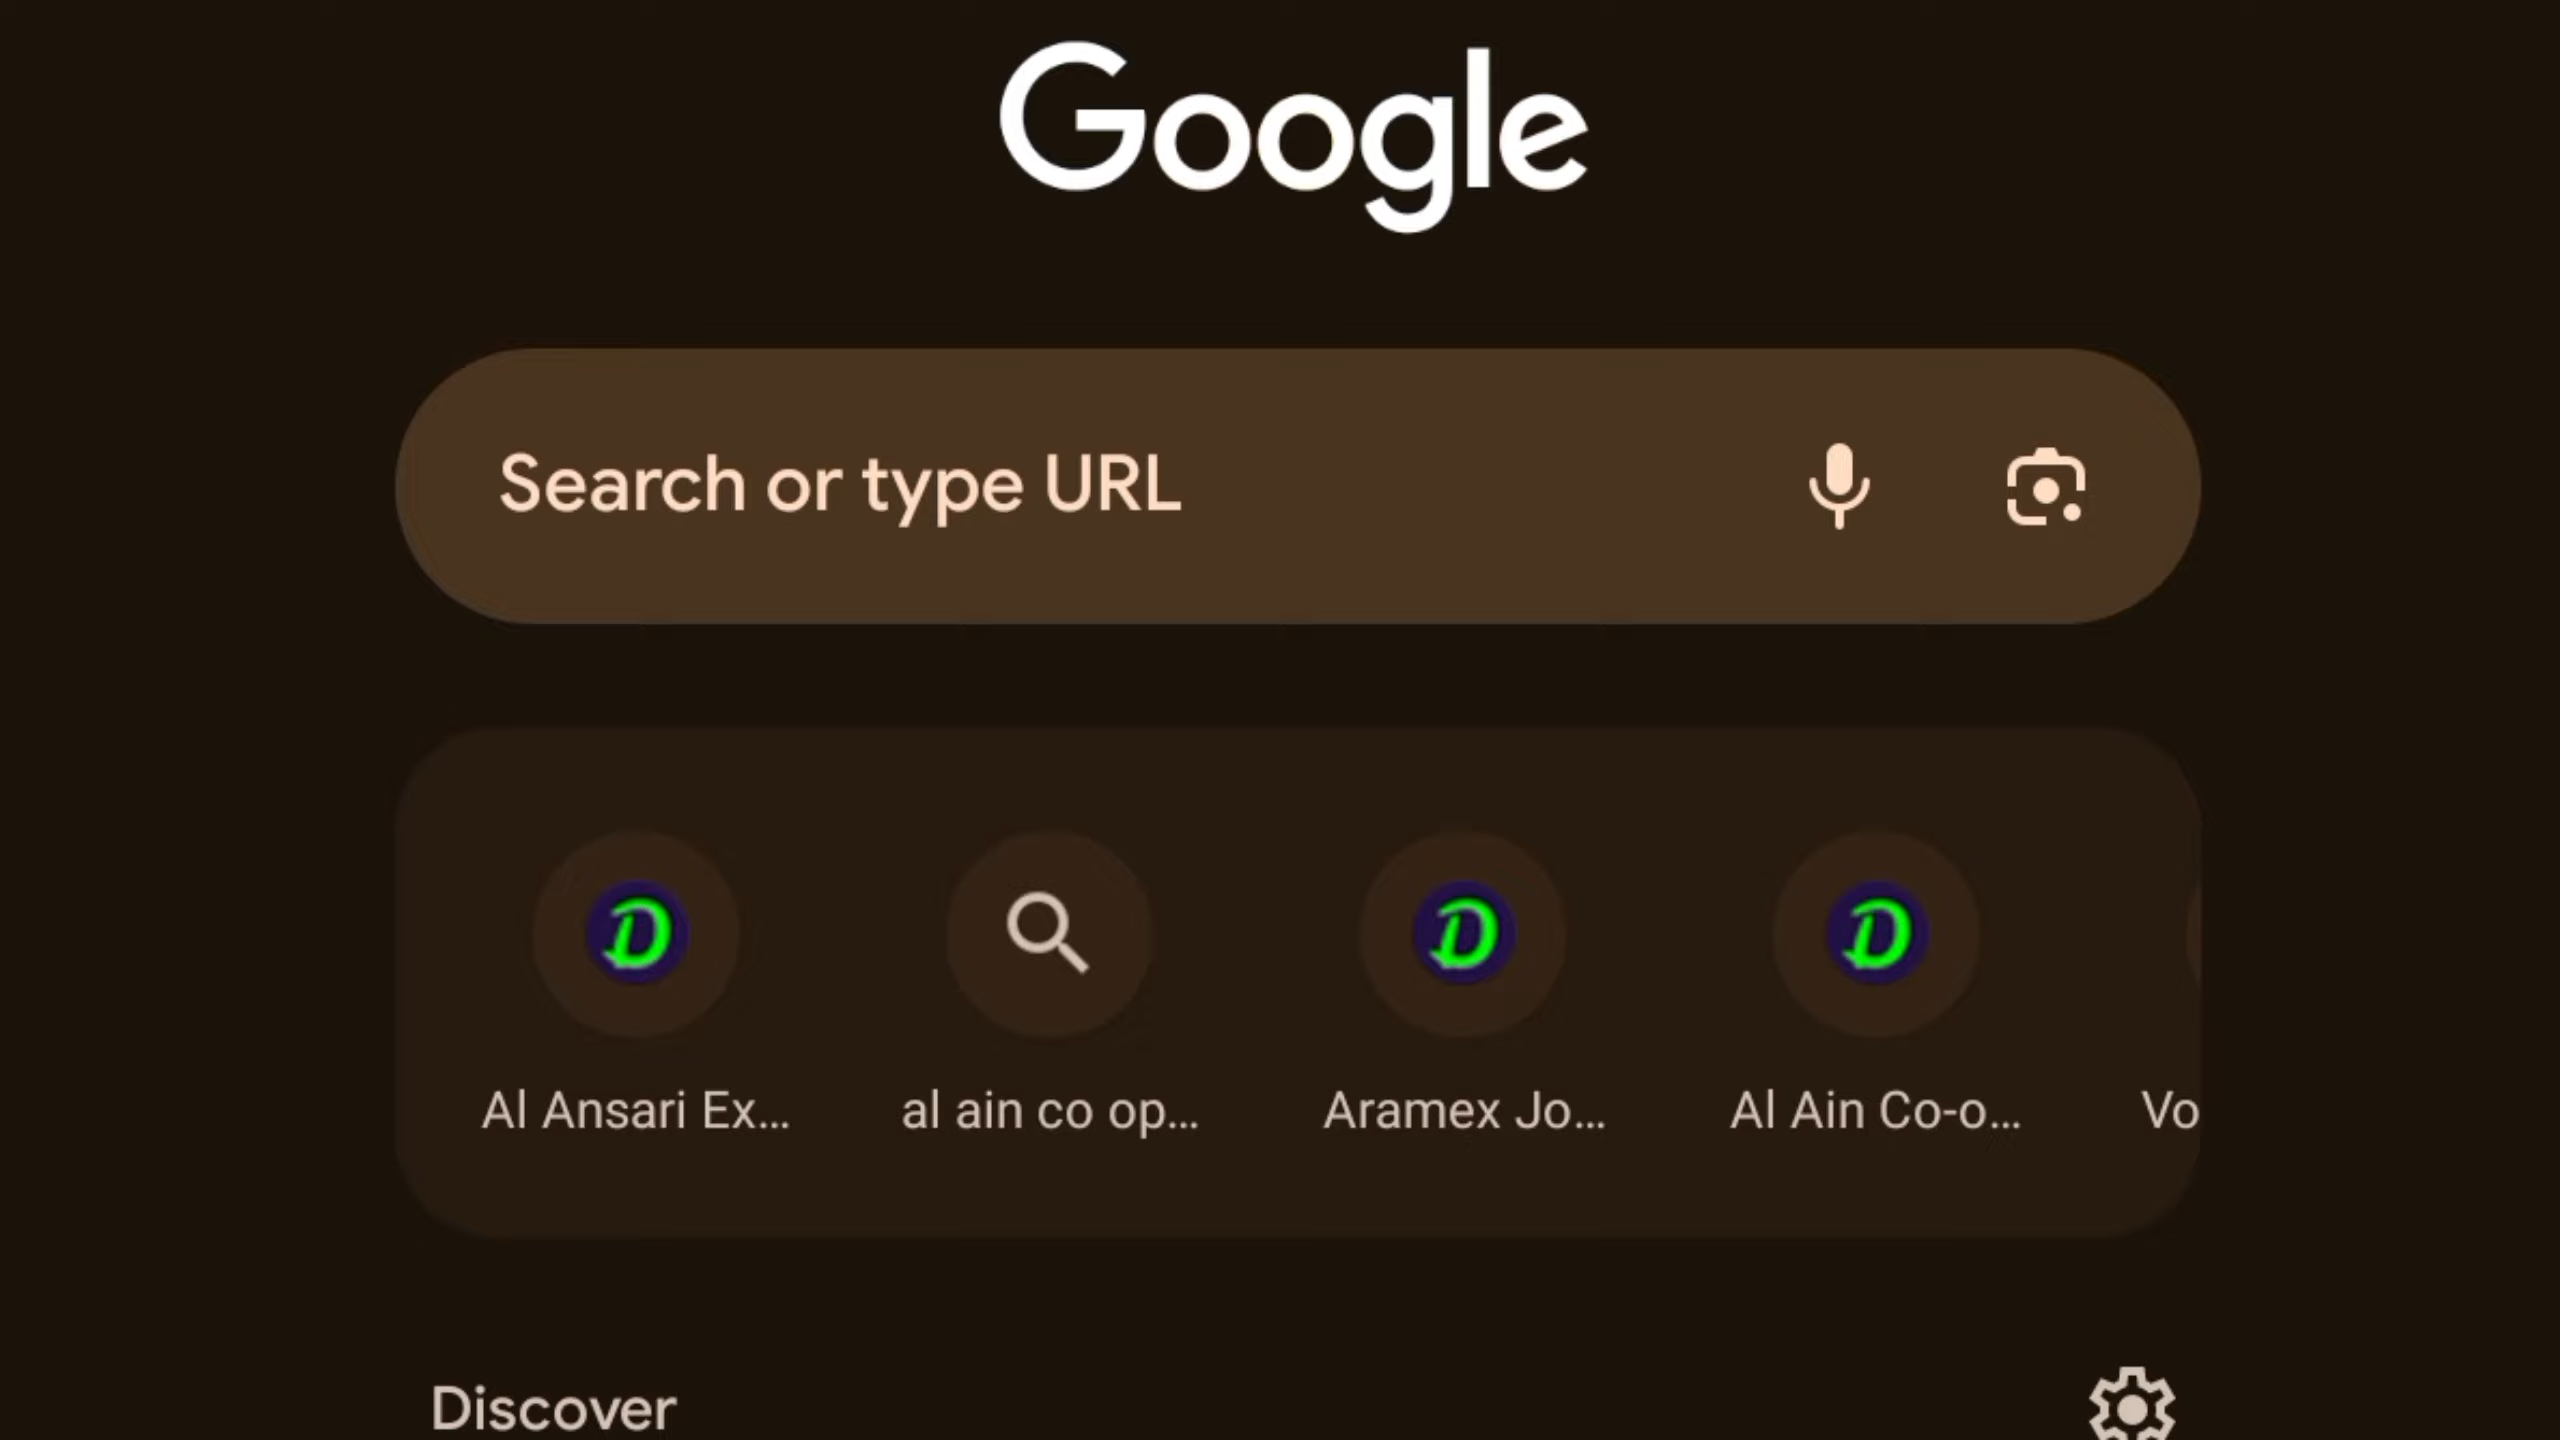 Google
Search or type URL
D
D
D
Al Ansari Ex...
al ain co op...
Aramex Jo...
Al Ain Co-o...
Vo
Discover